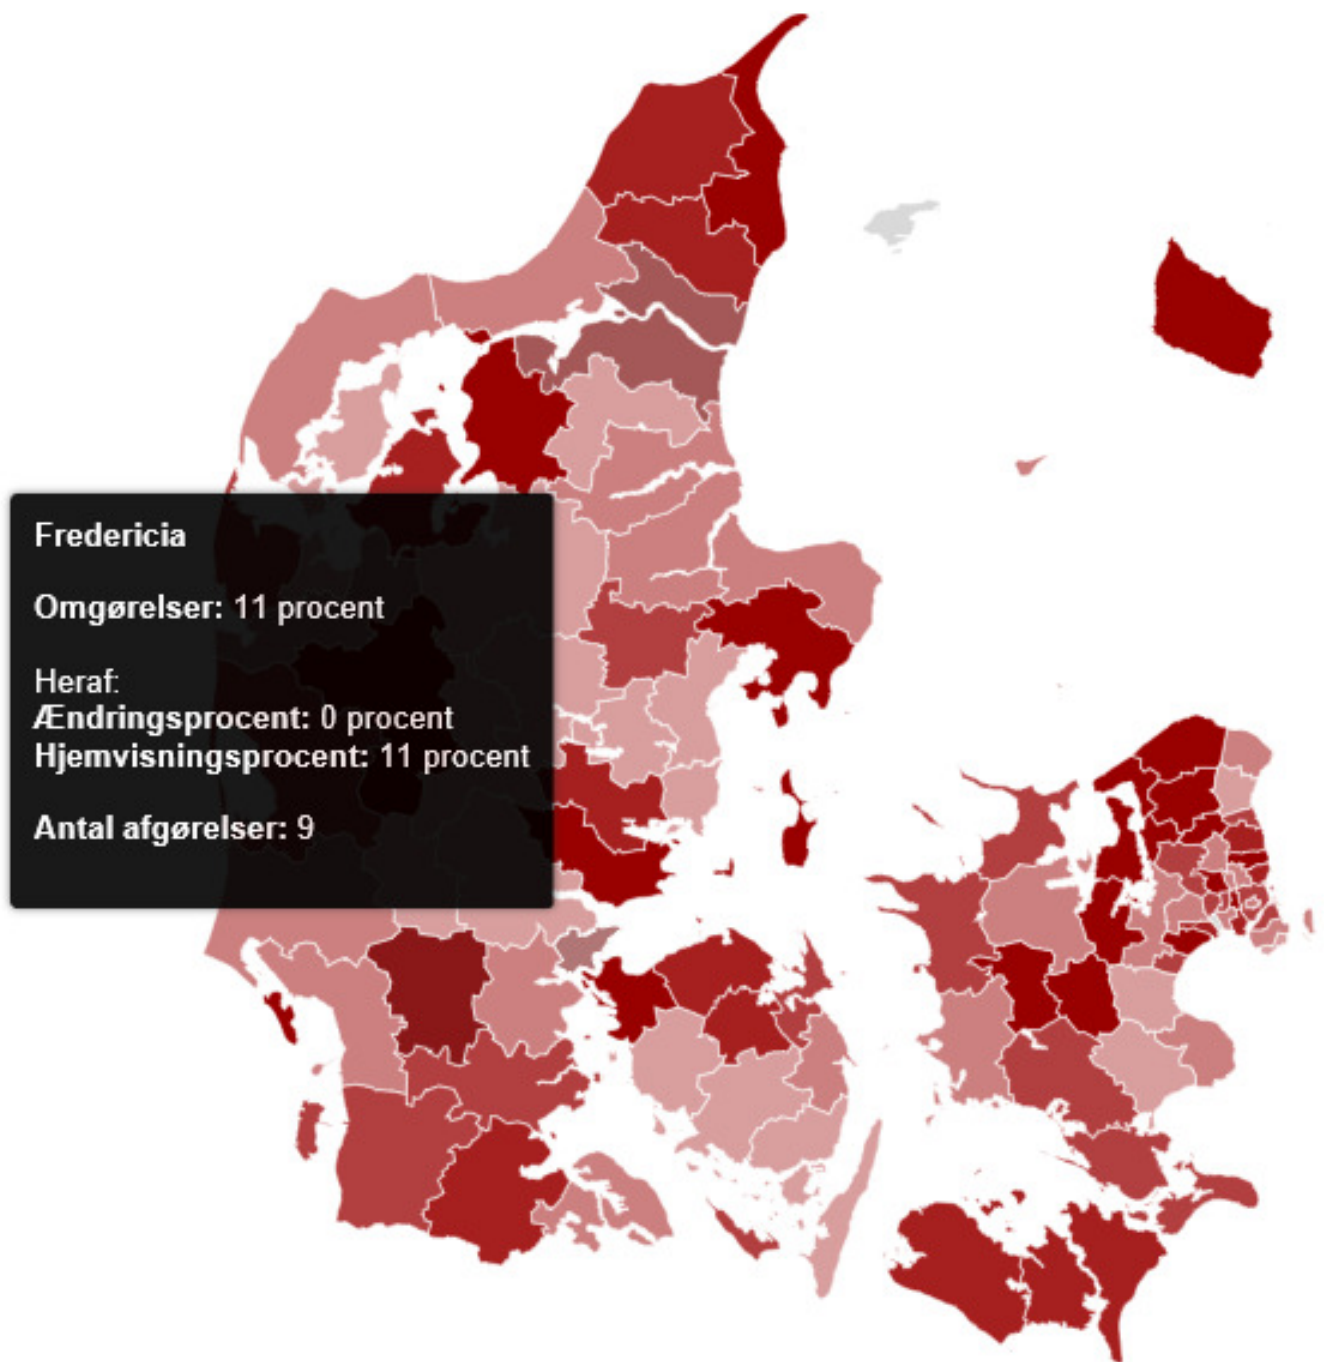 Fredericia
Omgørelser: 11 procent
Heraf:
Ændringsprocent: 0 procent
Hjemvisningsprocent: 11 procent
Antal afgørelser: 9